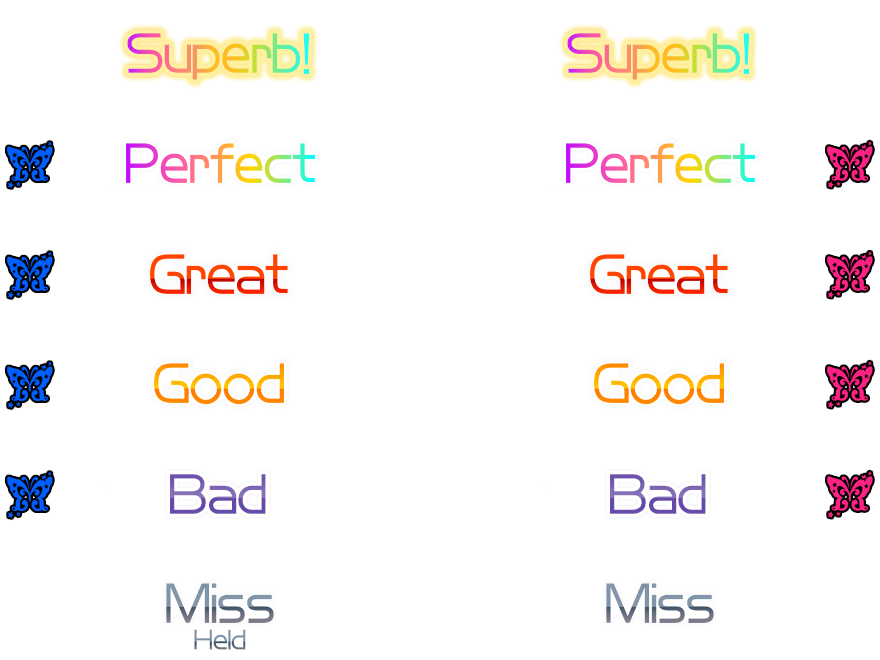 Superb! Superb!
Perfect Perfect
Great Great
Good Good
Bad Bad
Miss Miss
Held